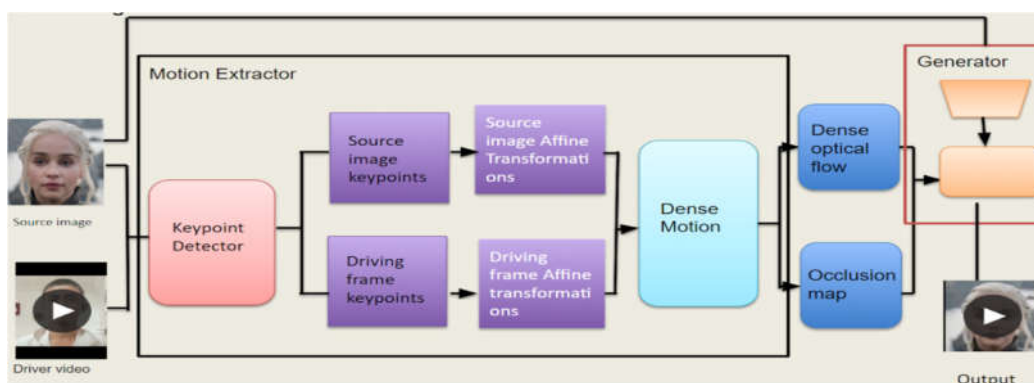 Motion Extractor
Generator
Source
image
keypoints
Source
image Affine
Transformati
ons
Dense
optical
flow
Source image
Keypoint
Detector
Dense
Motion
Driving
frame
keypoints
Driving
frame Affine
transformati
ons
Occlusion
map
Driver video
Output